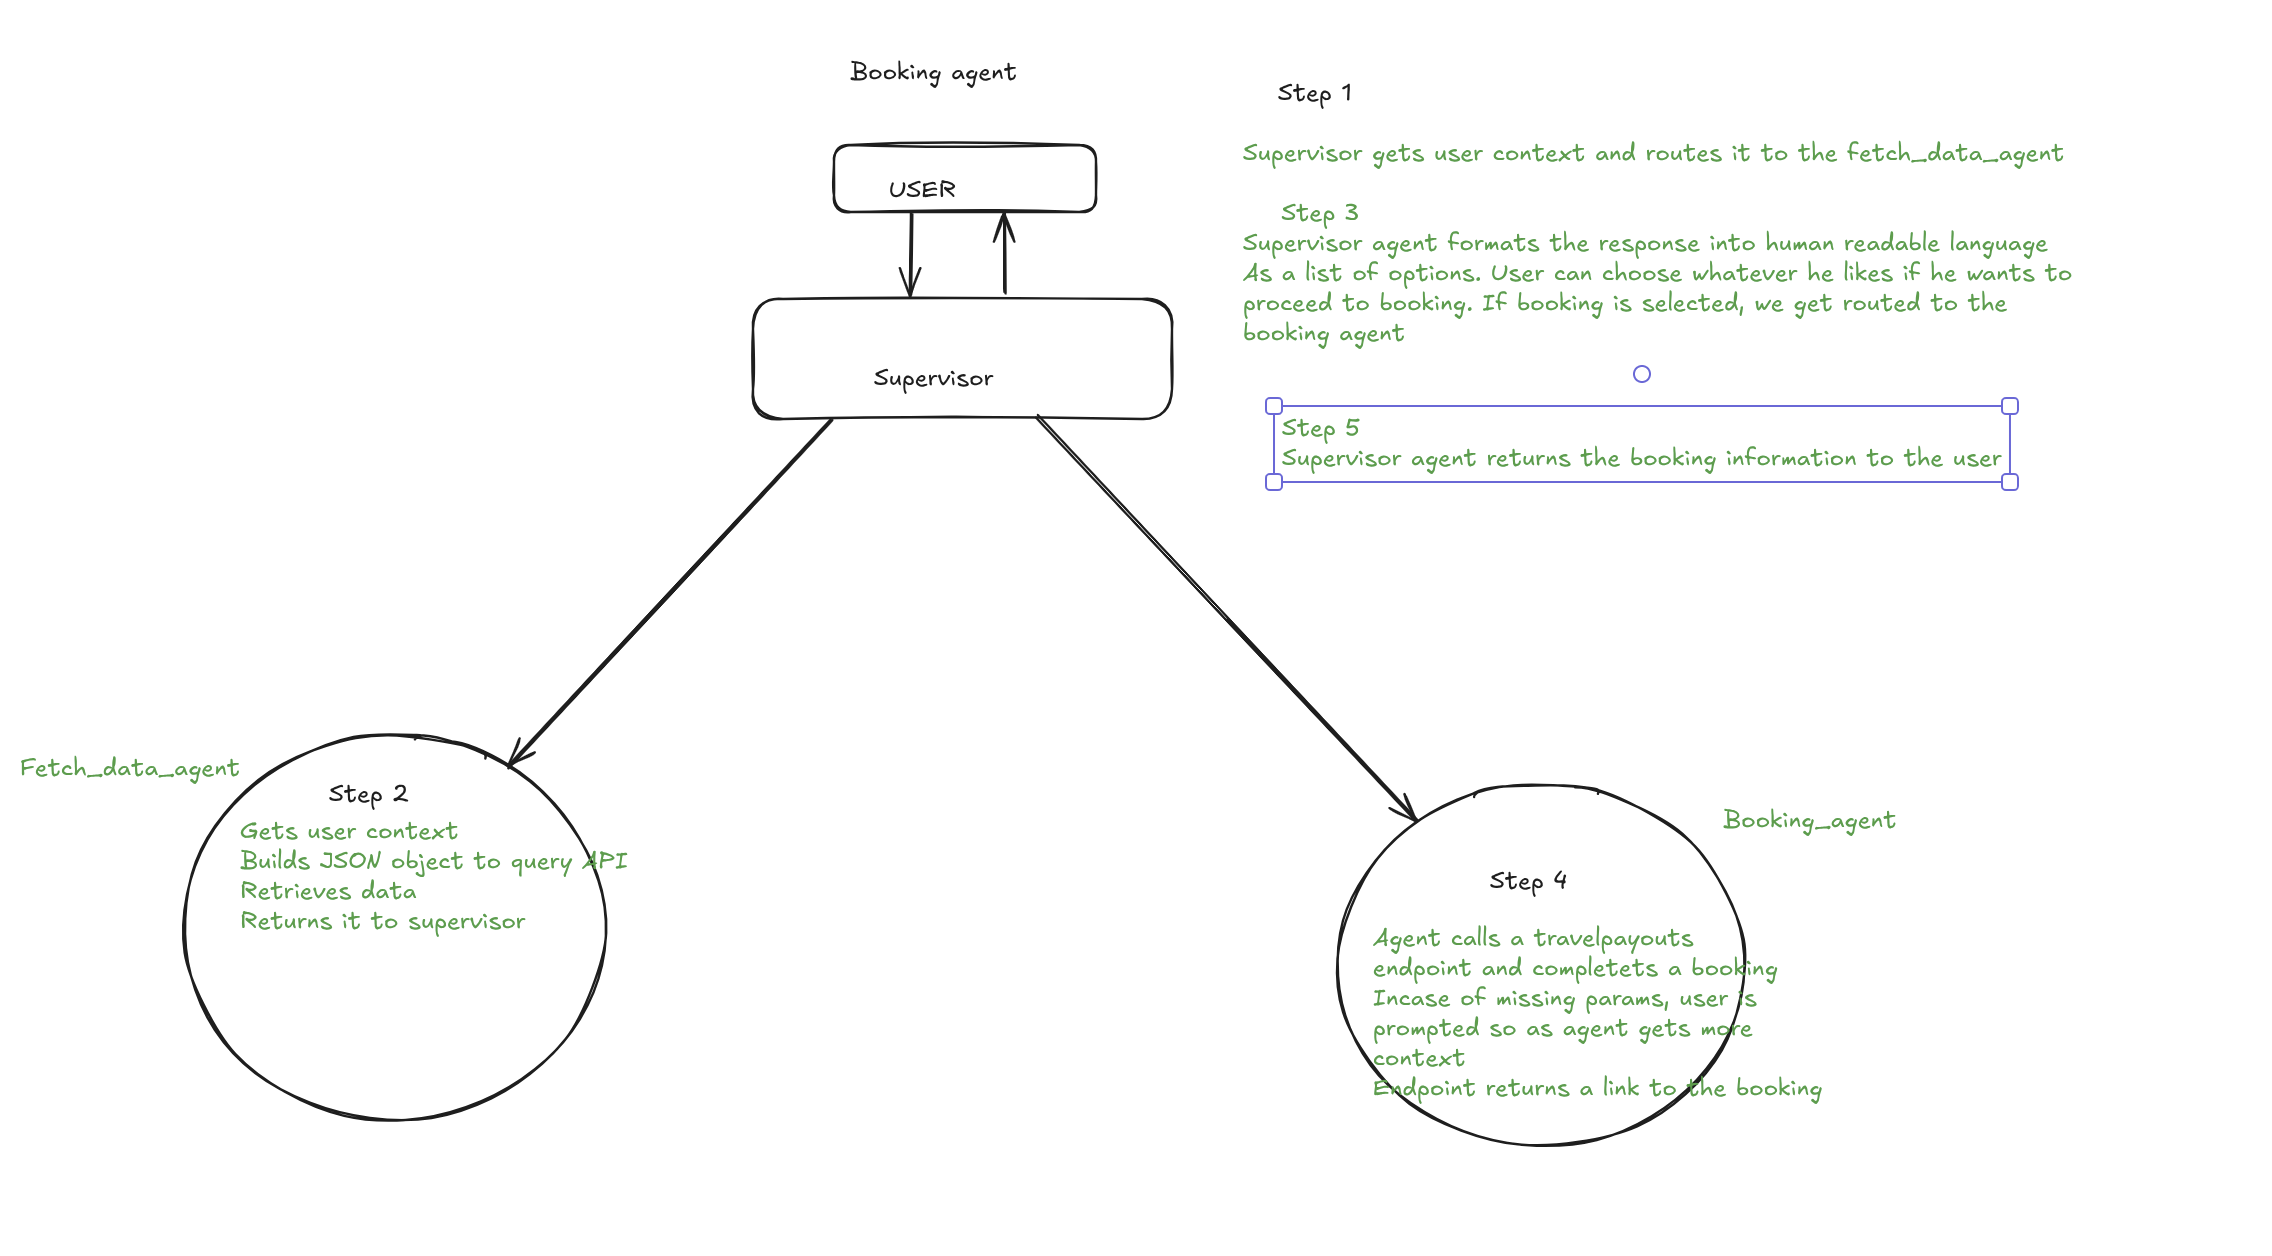 Booking agent
USER
Supervisor
Step 1
Supervisor gets user context and routes it to the fetch_data_agent
Step 3
Supervisor agent formats the response into human readable language
As a list of options. User can choose whatever he likes if he wants to
proceed to booking. If booking is selected, we get routed to the
booking agent
Step 5
Supervisor agent returns the booking information to the user
Fetch_data_agent
Step 2
Gets user context
Builds JSON object to query API
Retrieves data
Returns it to supervisor
Booking_agent
Step 4
Agent calls a travelpayouts
endpoint and completets a booking
Incase of missing params, user is
prompted so as agent gets more
context
Endpoint returns a link to the booking